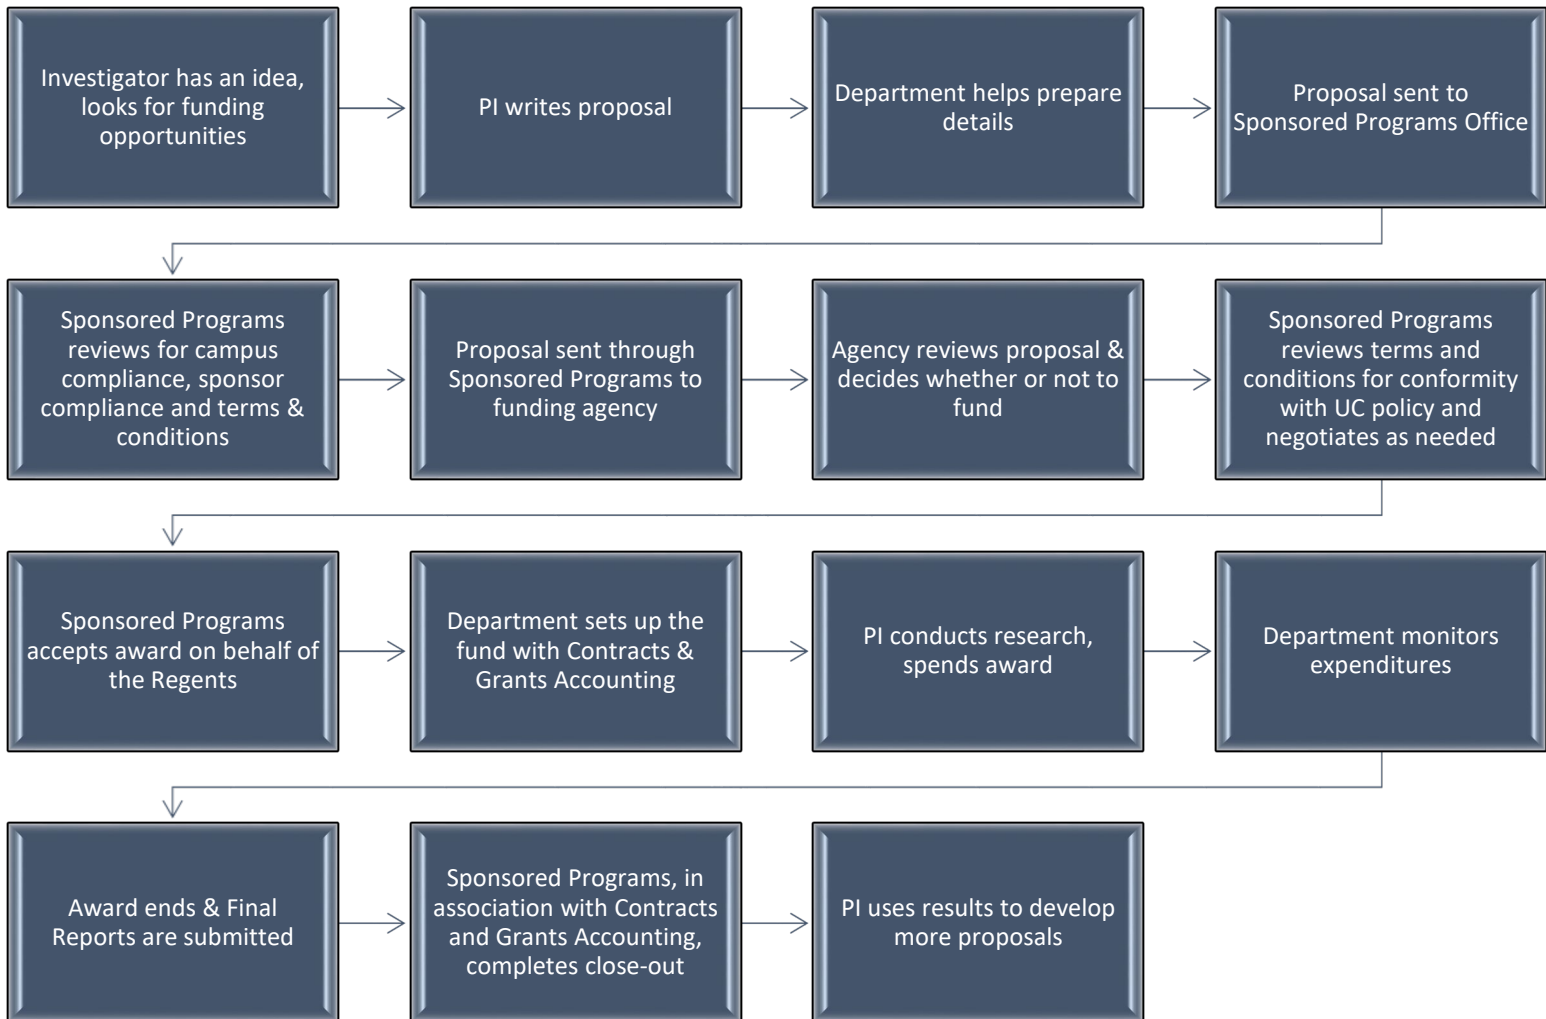 Investigator has an idea,
looks for funding
opportunities
PI writes proposal
Department helps prepare
details
Proposal sent to
Sponsored Programs Office
Sponsored Programs
reviews for campus
compliance, sponsor
compliance and terms &
conditions
Proposal sent through
Sponsored Programs to
funding agency
Agency reviews proposal &
decides whether or not to
fund
Sponsored Programs
reviews terms and
conditions for conformity
with UC policy and
negotiates as needed
Sponsored Programs
accepts award on behalf of
the Regents
Department sets up the
fund with Contracts &
Grants Accounting
PI conducts research,
spends award
Department monitors
expenditures
Award ends & Final
Reports are submitted
Sponsored Programs, in
association with Contracts
and Grants Accounting,
completes close-out
PI uses results to develop
more proposals